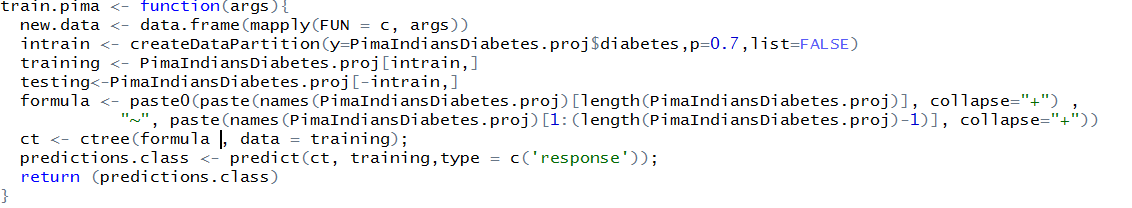 train.pima <- function(args){
  new.data <- data.frame(mapply(FUN = c, args))
  intrain <- createDataPartition(y=PimaIndiansDiabetes.proj$diabetes,p=0.7,list=FALSE)
  training <- PimaIndiansDiabetes.proj[intrain,]
  testing<-PimaIndiansDiabetes.proj[-intrain,]
  formula <- paste0(paste(names(PimaIndiansDiabetes.proj)[length(PimaIndiansDiabetes.proj)], collapse="+") ,
            "~", paste(names(PimaIndiansDiabetes.proj)[1:(length(PimaIndiansDiabetes.proj)-1)], collapse="+"))
  ct <- ctree(formula , data = training);
  predictions.class <- predict(ct, training,type = c('response'));
  return (predictions.class)
}